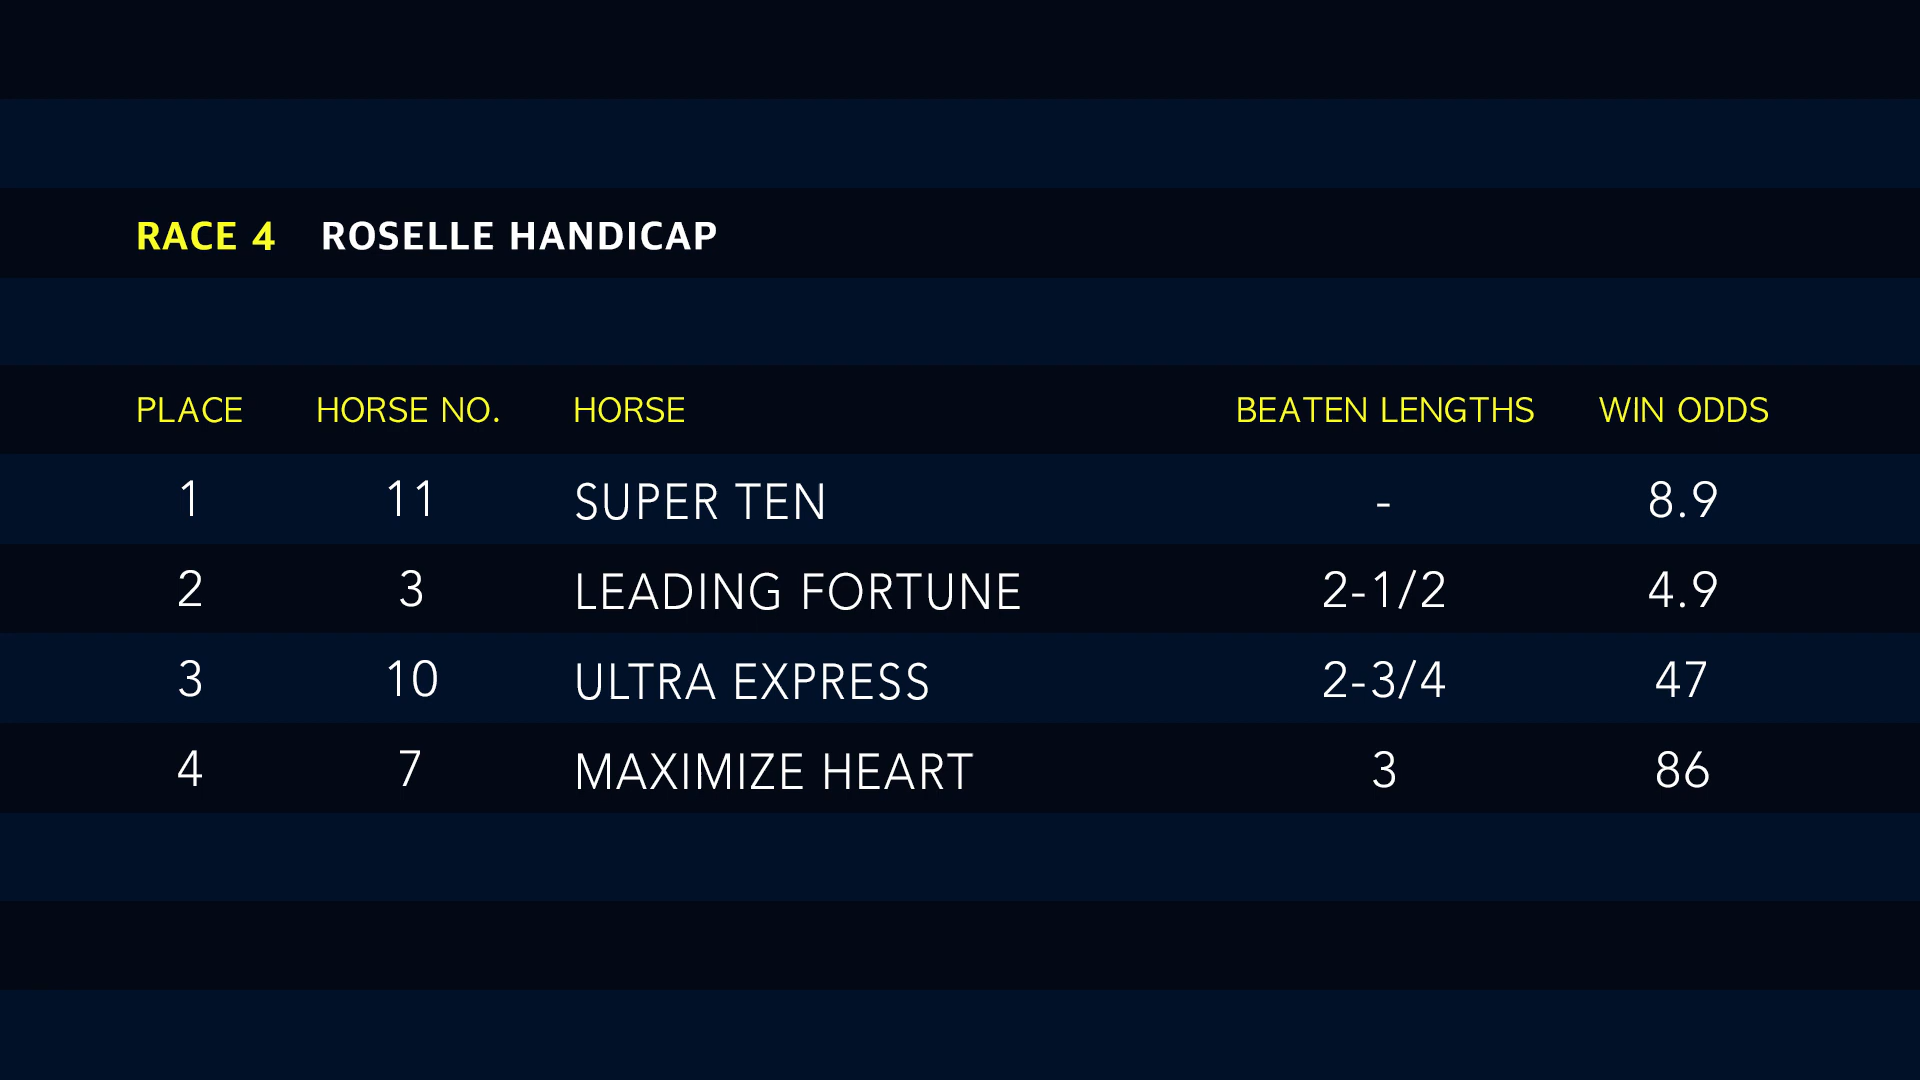 RACE 4 ROSELLE HANDICAP
PLACE HORSE NO. HORSE BEATEN LENGTHS WIN ODDS
1 11 SUPER TEN - 8.9
2 3 LEADING FORTUNE 2-1/2 4.9
3 10 ULTRA EXPRESS 2-3/4 47
4 7 MAXIMIZE HEART 3 86